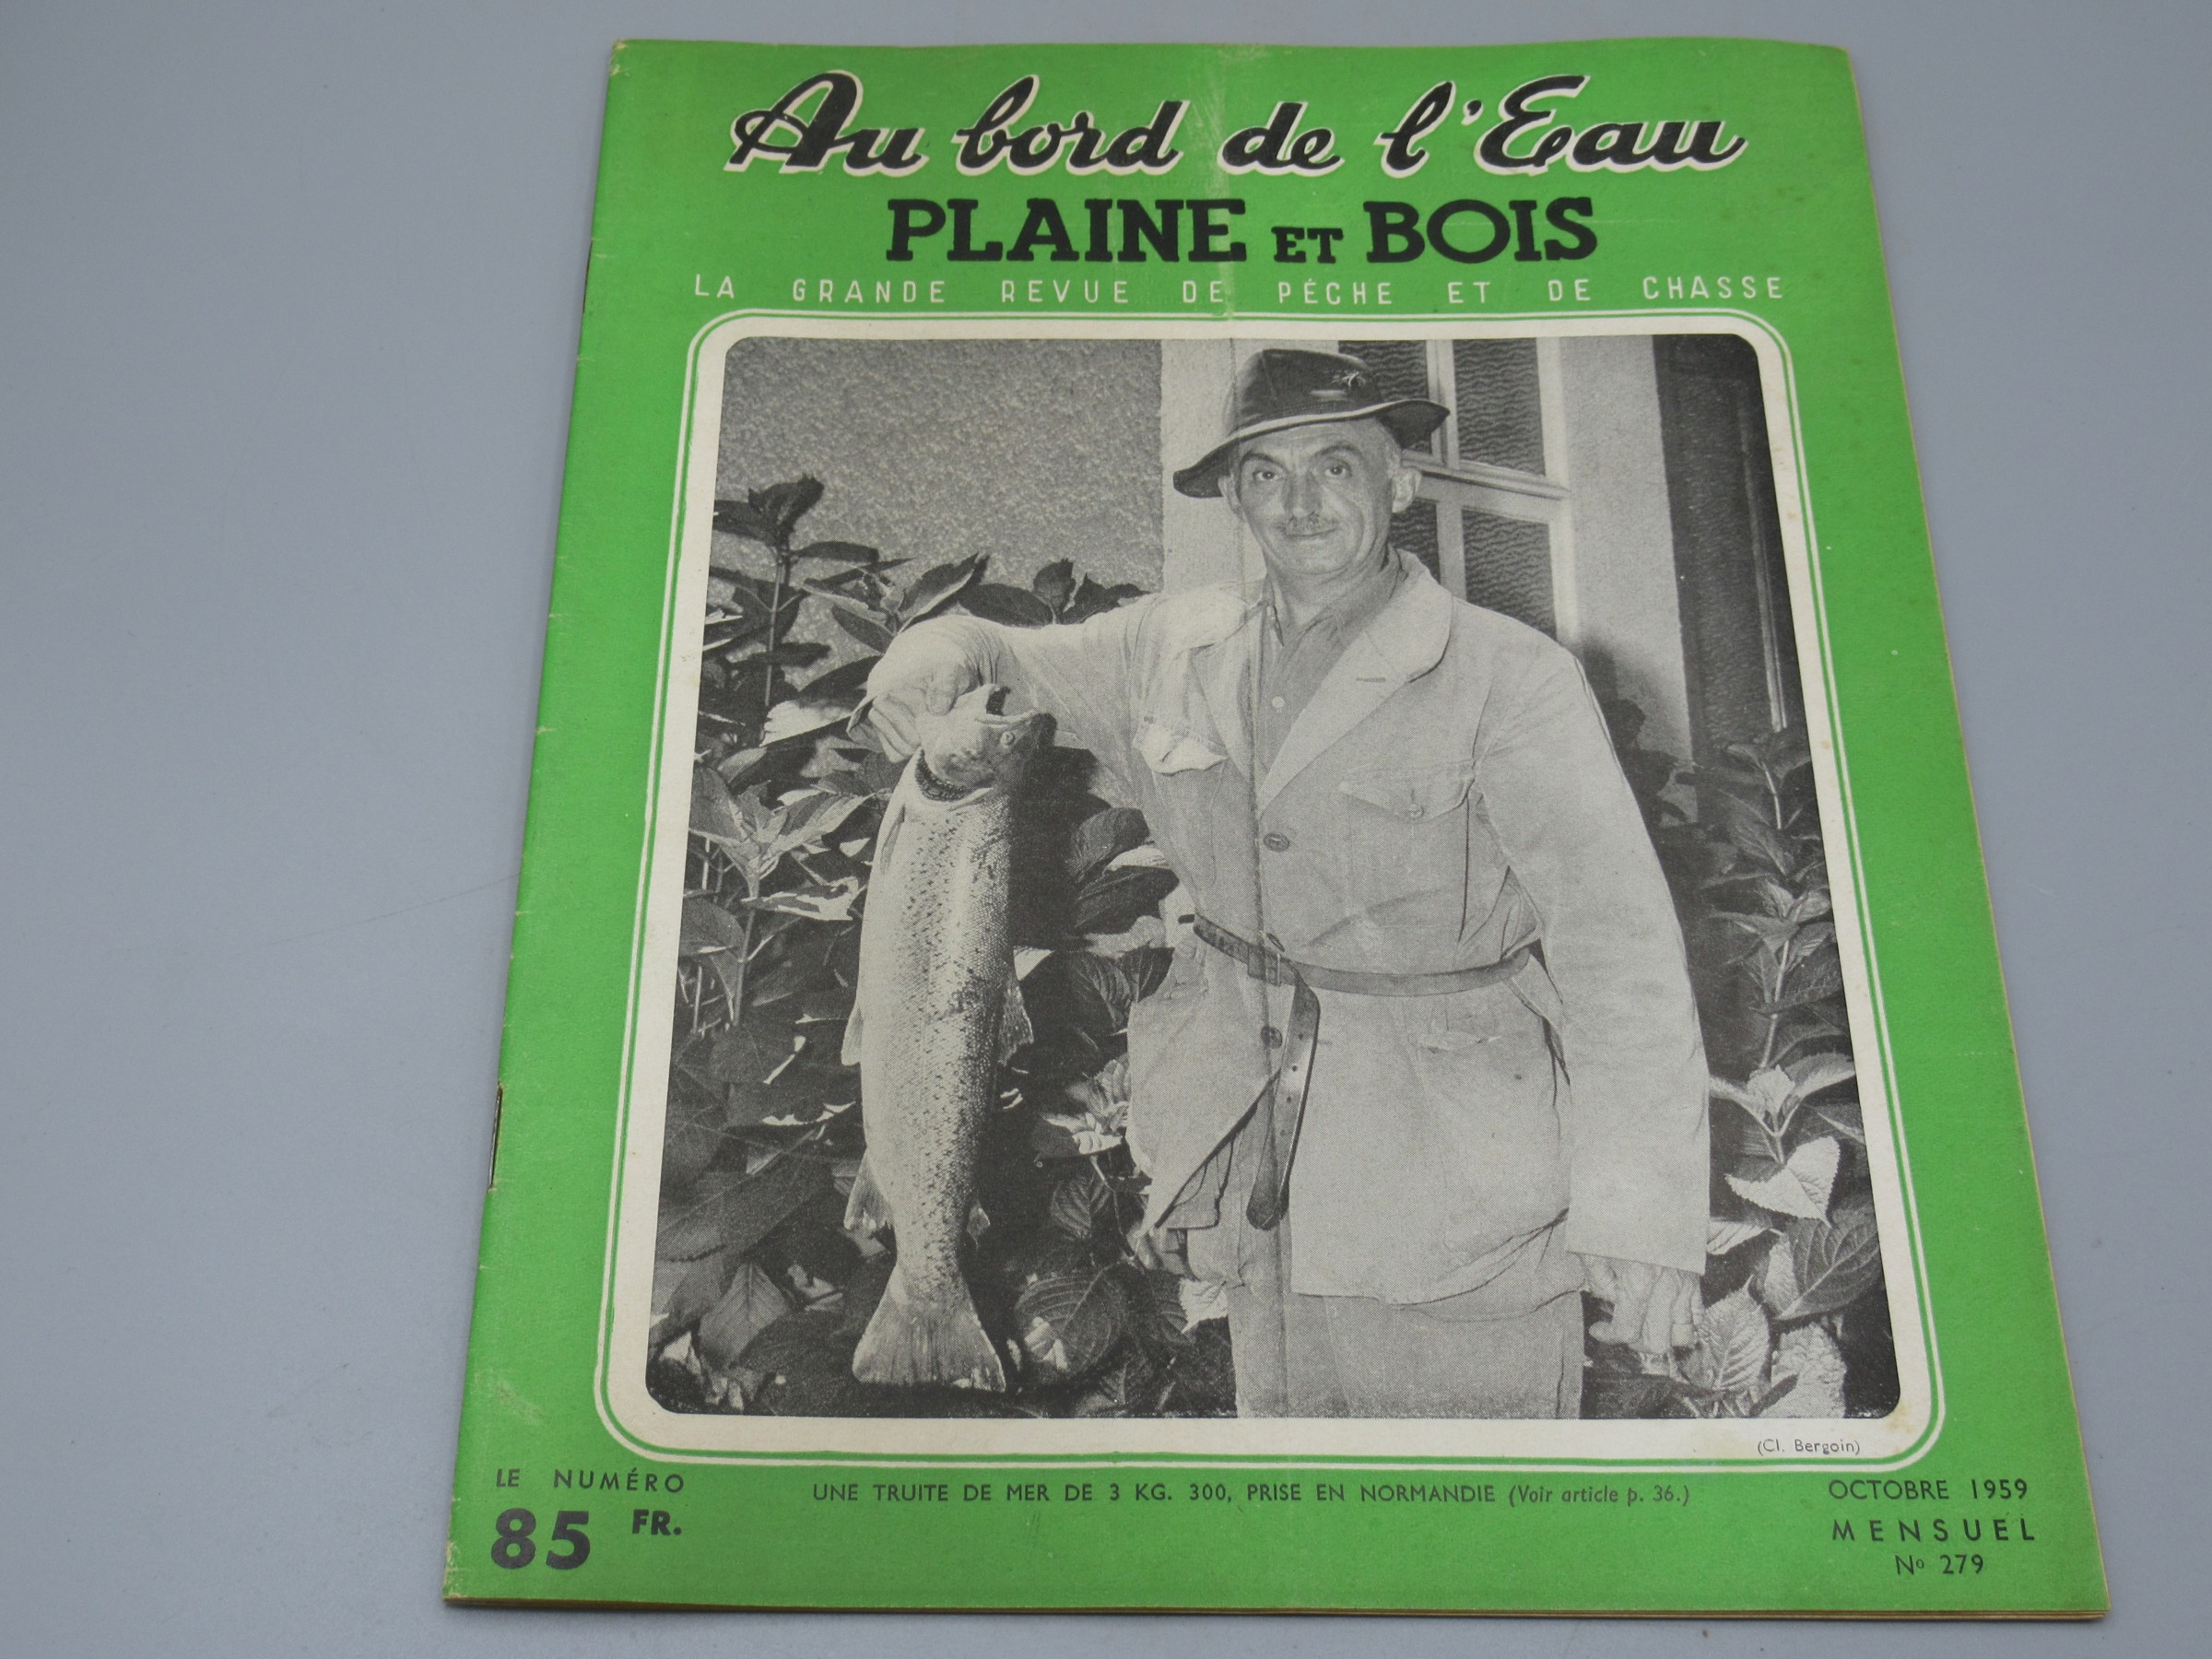 Au bord de l'Eau
PLAINE ET BOIS
LA GRANDE REVUE DE PÊCHE ET DE CHASSE
(Cl. Bergoin)
LE NUMÉRO
85 FR.
UNE TRUITE DE MER DE 3 KG. 300, PRISE EN NORMANDIE (Voir article p. 36.)
OCTOBRE 1959
MENSUEL
No 279